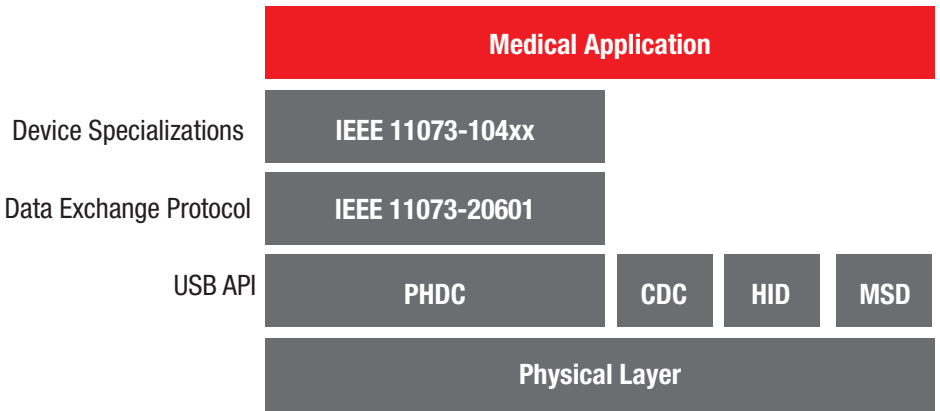 Medical Application
Device Specializations IEEE 11073-104xx
Data Exchange Protocol IEEE 11073-20601
USB API PHDC CDC HID MSD
Physical Layer